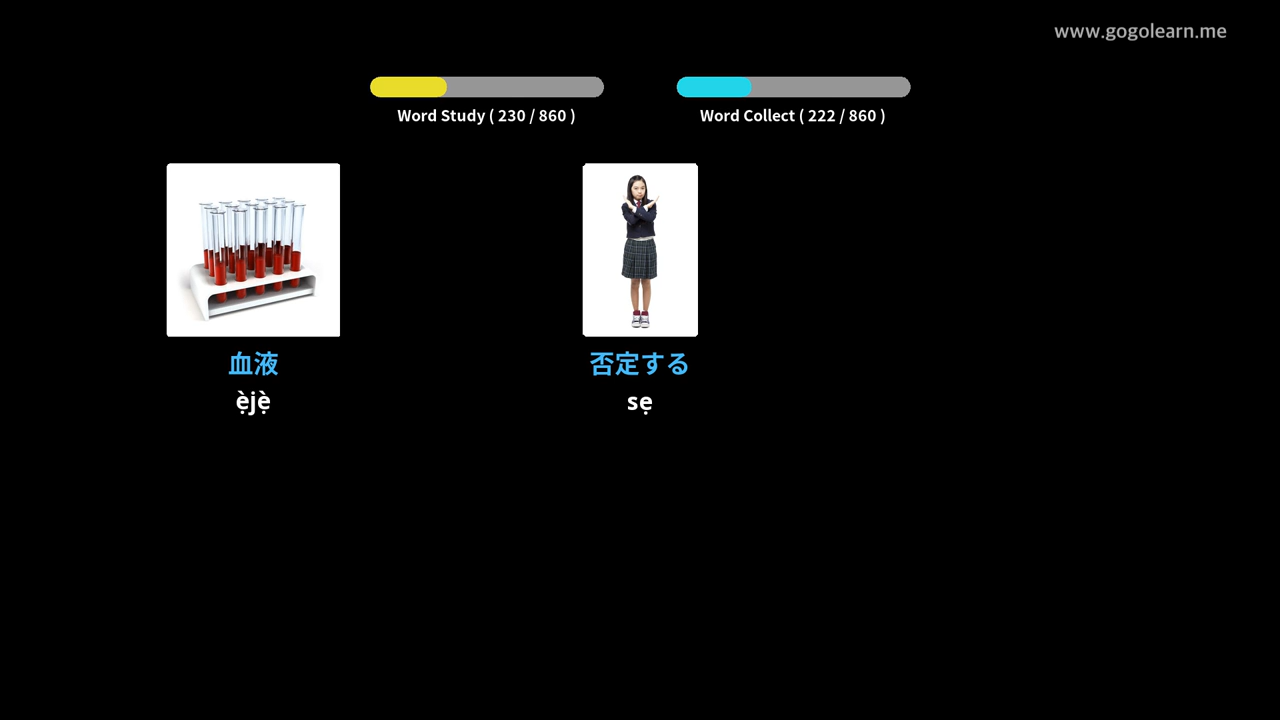 www.gogolearn.me
Word Study ( 230 / 860 )
Word Collect ( 222 / 860 )
血液
否定する
ẹ̀jẹ̀
sẹ